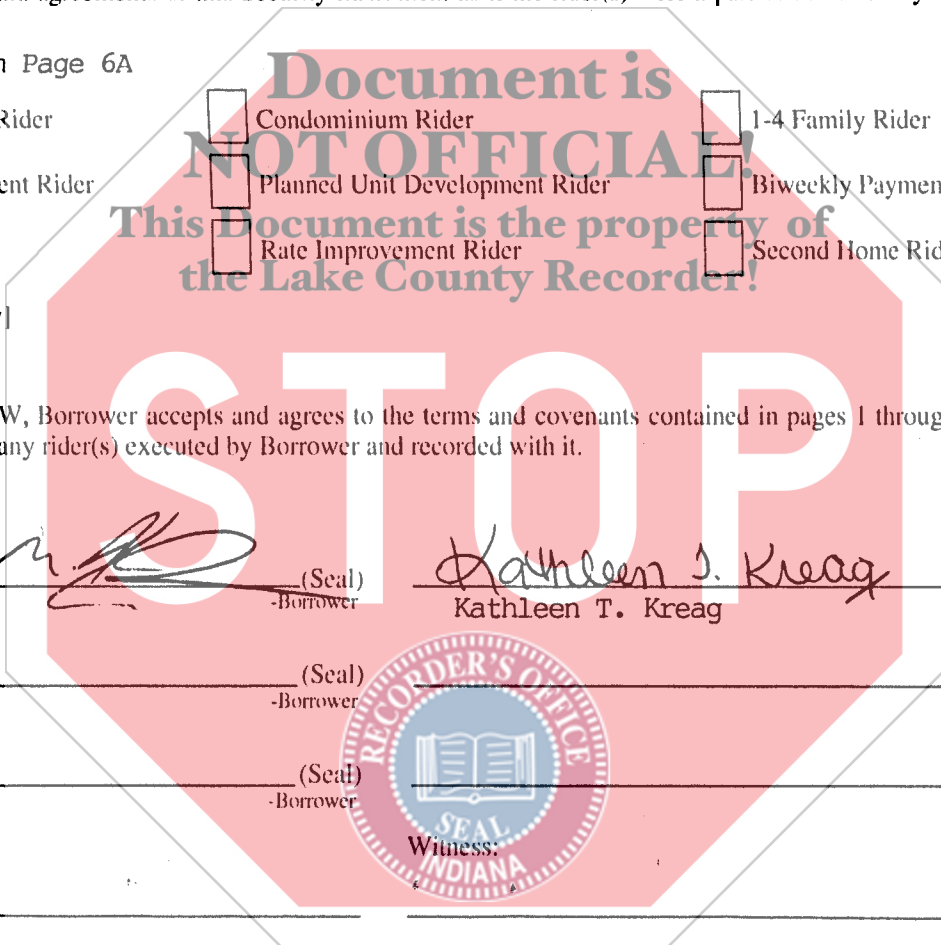 Page 6A
Document is
Rider Condominium Rider 1-4 Family Rider
NOT OFFICIAL!
ent Rider Planned Unit Development Rider Biweekly Paymen
This Document is the property of
Rate Improvement Rider Second Home Rid
the Lake County Recorder!
STOP
W, Borrower accepts and agrees to the terms and covenants contained in pages 1 throug
any rider(s) executed by Borrower and recorded with it.
(Seal) Kathleen T. Kreag
-Borrower Kathleen T. Kreag
(Seal)
-Borrower
RECORDER'S OFFICE
(Seal)
-Borrower
SEAL
Witness:
INDIANA